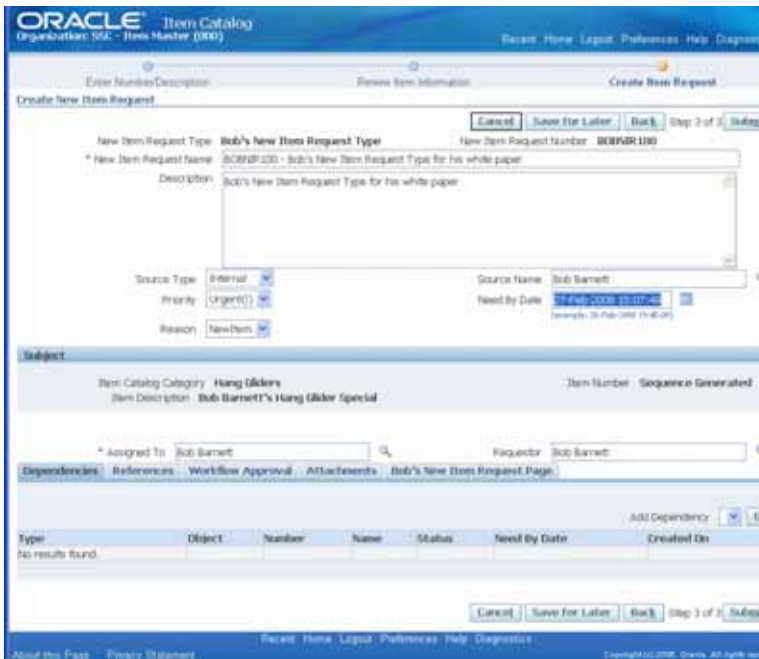 ORACLE® Item Catalog
Organization: SSC - Item Master (000)
Recent Home Logout Preferences Help
Enter Number/Description Review Item Information Create Item Request
Create New Item Request
Cancel Save for Later Back Step 3 of 3
New Item Request Type Bob's New Item Request Type New Item Request Number BOBNIR100
* New Item Request Name BOBNIR100 - Bob's New Item Request Type for his white paper
Description Bob's New Item Request Type for his white paper
Source Type Internal Source Name Bob Barnett
Priority Urgent() Need By Date 27-Feb-2008 15:07:40
Reason NewItem
Subject
Item Catalog Category Hang Gliders Item Number Sequence Generated
Item Description Bob Barnett's Hang Glider Special
* Assigned To Bob Barnett Requestor Bob Barnett
Dependencies References Workflow Approval Attachments Bob's New Item Request Page
Add Dependency
Type Object Number Name Status Need By Date Created On
No results found.
Cancel Save for Later Back Step 3 of 3
Recent Home Logout Preferences Help Diagnostics
About this Page Privacy Statement